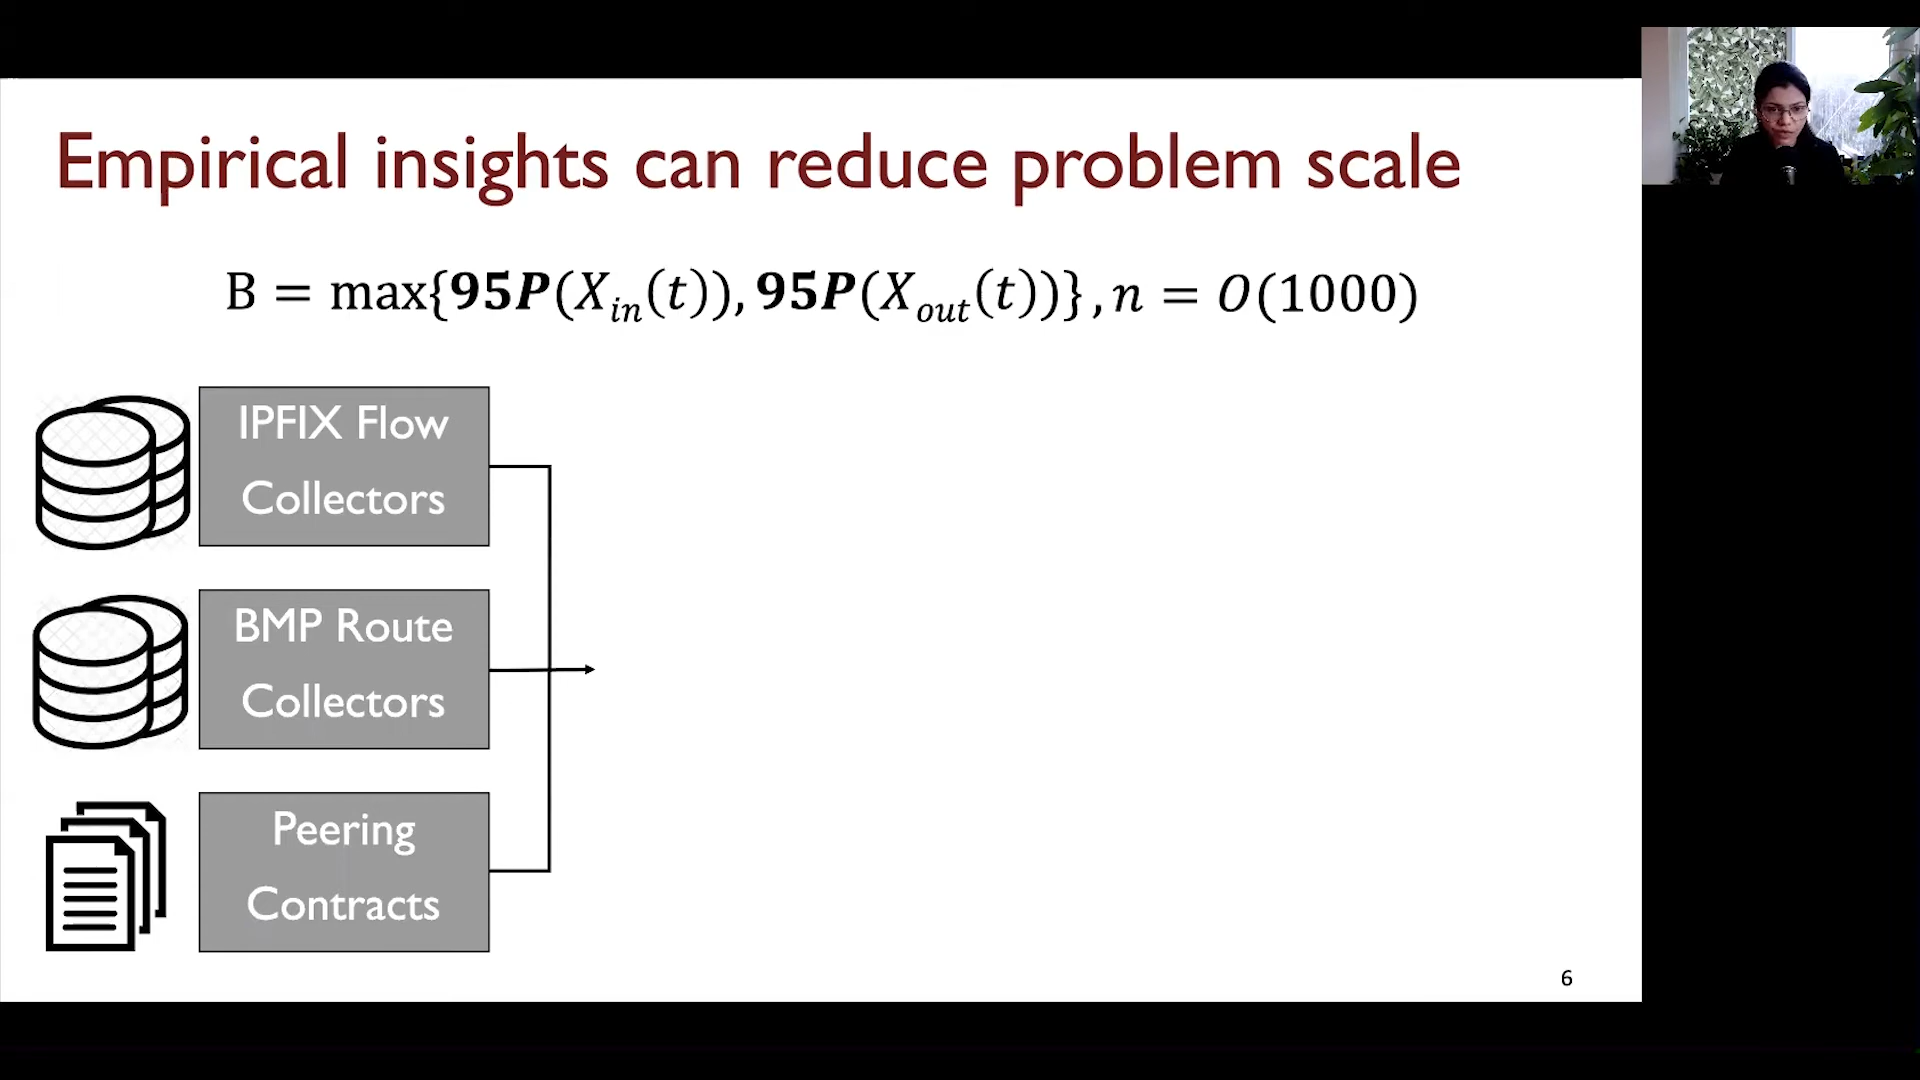 Empirical insights can reduce problem scale
B = max{95P(X_in(t)), 95P(X_out(t))}, n = O(1000)
IPFIX Flow
Collectors
BMP Route
Collectors
Peering
Contracts
6